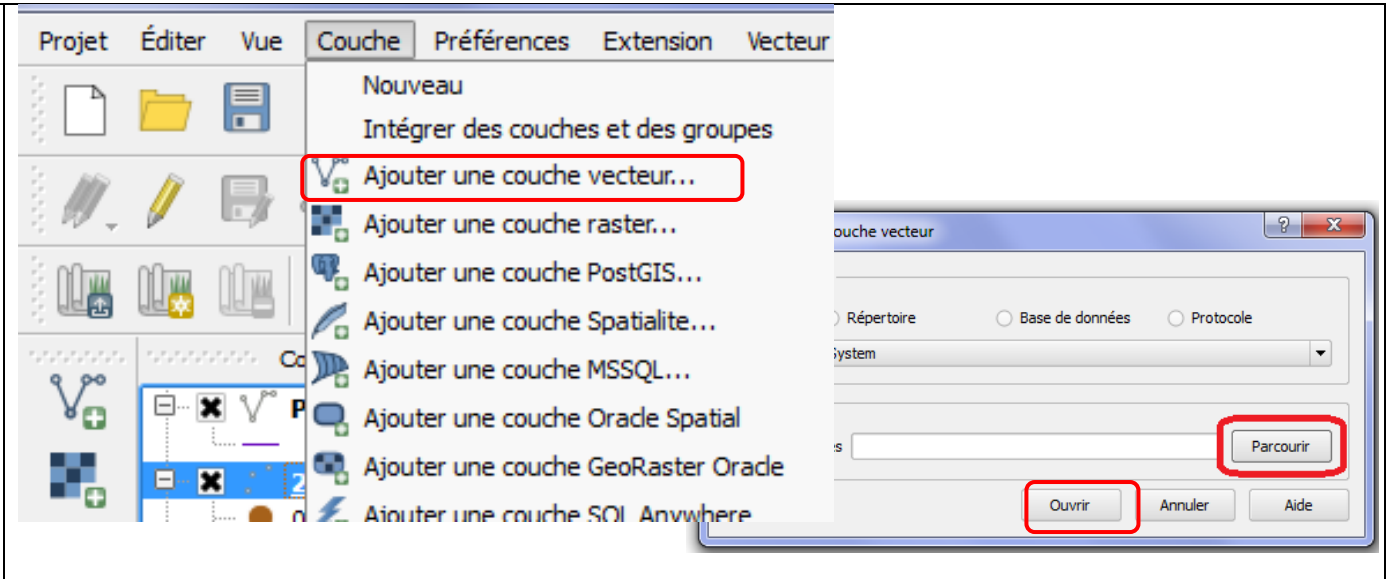 Projet Éditer Vue Couche Préférences Extension Vecteur
Nouveau
Intégrer des couches et des groupes
Ajouter une couche vecteur...
Ajouter une couche raster...
Ajouter une couche PostGIS...
Ajouter une couche Spatialite...
Ajouter une couche MSSQL...
Ajouter une couche Oracle Spatial
Ajouter une couche GeoRaster Oracle
Ajouter une couche SQL Anywhere
Co
P
2
0
ouche vecteur
Répertoire Base de données Protocole
System
s Parcourir
Ouvrir Annuler Aide